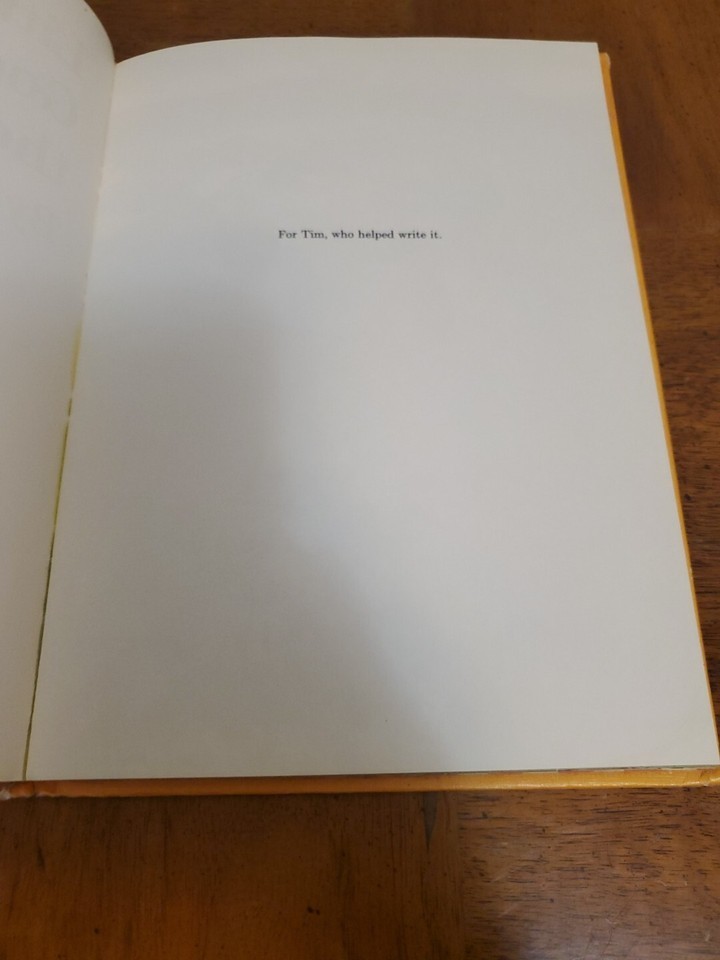 For Tim, who helped write it.